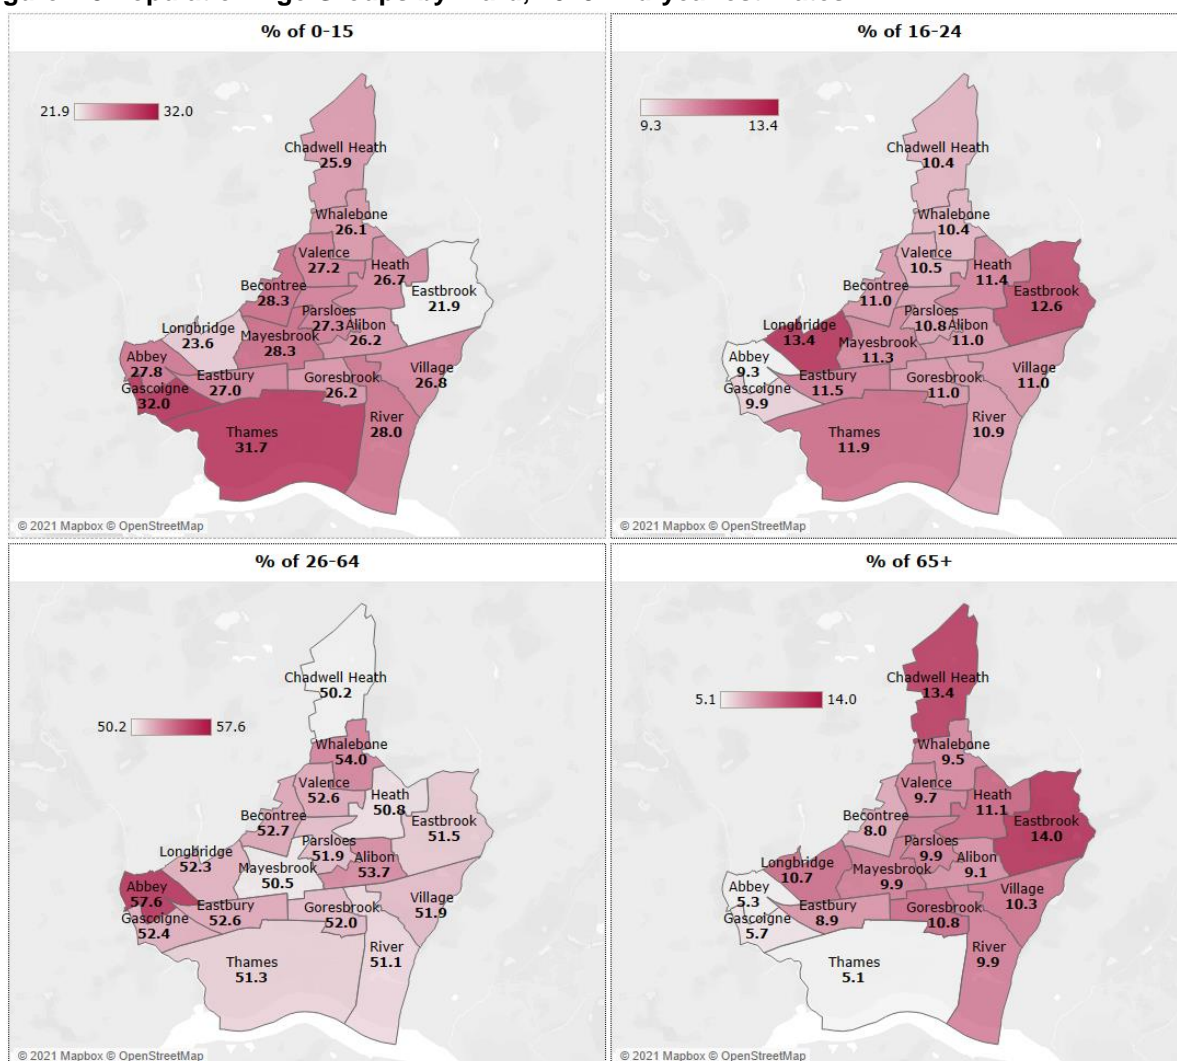 % of 0-15
21.9 32.0
Chadwell Heath
25.9
Whalebone
26.1
Valence
27.2
Heath
26.7
Becontree
28.3
Eastbrook
21.9
Parsloes
27.3
Alibon
26.2
Longbridge
23.6
Mayesbrook
28.3
Abbey
27.8
Village
26.8
Eastbury
27.0
Goresbrook
26.2
Gascoigne
32.0
River
28.0
Thames
31.7
© 2021 Mapbox © OpenStreetMap
% of 16-24
9.3 13.4
Chadwell Heath
10.4
Whalebone
10.4
Valence
10.5
Heath
11.4
Becontree
11.0
Eastbrook
12.6
Parsloes
10.8
Alibon
11.0
Longbridge
13.4
Mayesbrook
11.3
Abbey
9.3
Village
11.0
Eastbury
11.5
Goresbrook
11.0
Gascoigne
9.9
River
10.9
Thames
11.9
© 2021 Mapbox © OpenStreetMap
% of 26-64
50.2 57.6
Chadwell Heath
50.2
Whalebone
54.0
Valence
52.6
Heath
50.8
Becontree
52.7
Eastbrook
51.5
Parsloes
51.9
Alibon
53.7
Longbridge
52.3
Mayesbrook
50.5
Abbey
57.6
Village
51.9
Eastbury
52.6
Goresbrook
52.0
Gascoigne
52.4
River
51.1
Thames
51.3
© 2021 Mapbox © OpenStreetMap
% of 65+
5.1 14.0
Chadwell Heath
13.4
Whalebone
9.5
Valence
9.7
Heath
11.1
Becontree
8.0
Eastbrook
14.0
Parsloes
9.9
Alibon
9.1
Longbridge
10.7
Mayesbrook
9.9
Abbey
5.3
Village
10.3
Eastbury
8.9
Goresbrook
10.8
Gascoigne
5.7
River
9.9
Thames
5.1
© 2021 Mapbox © OpenStreetMap